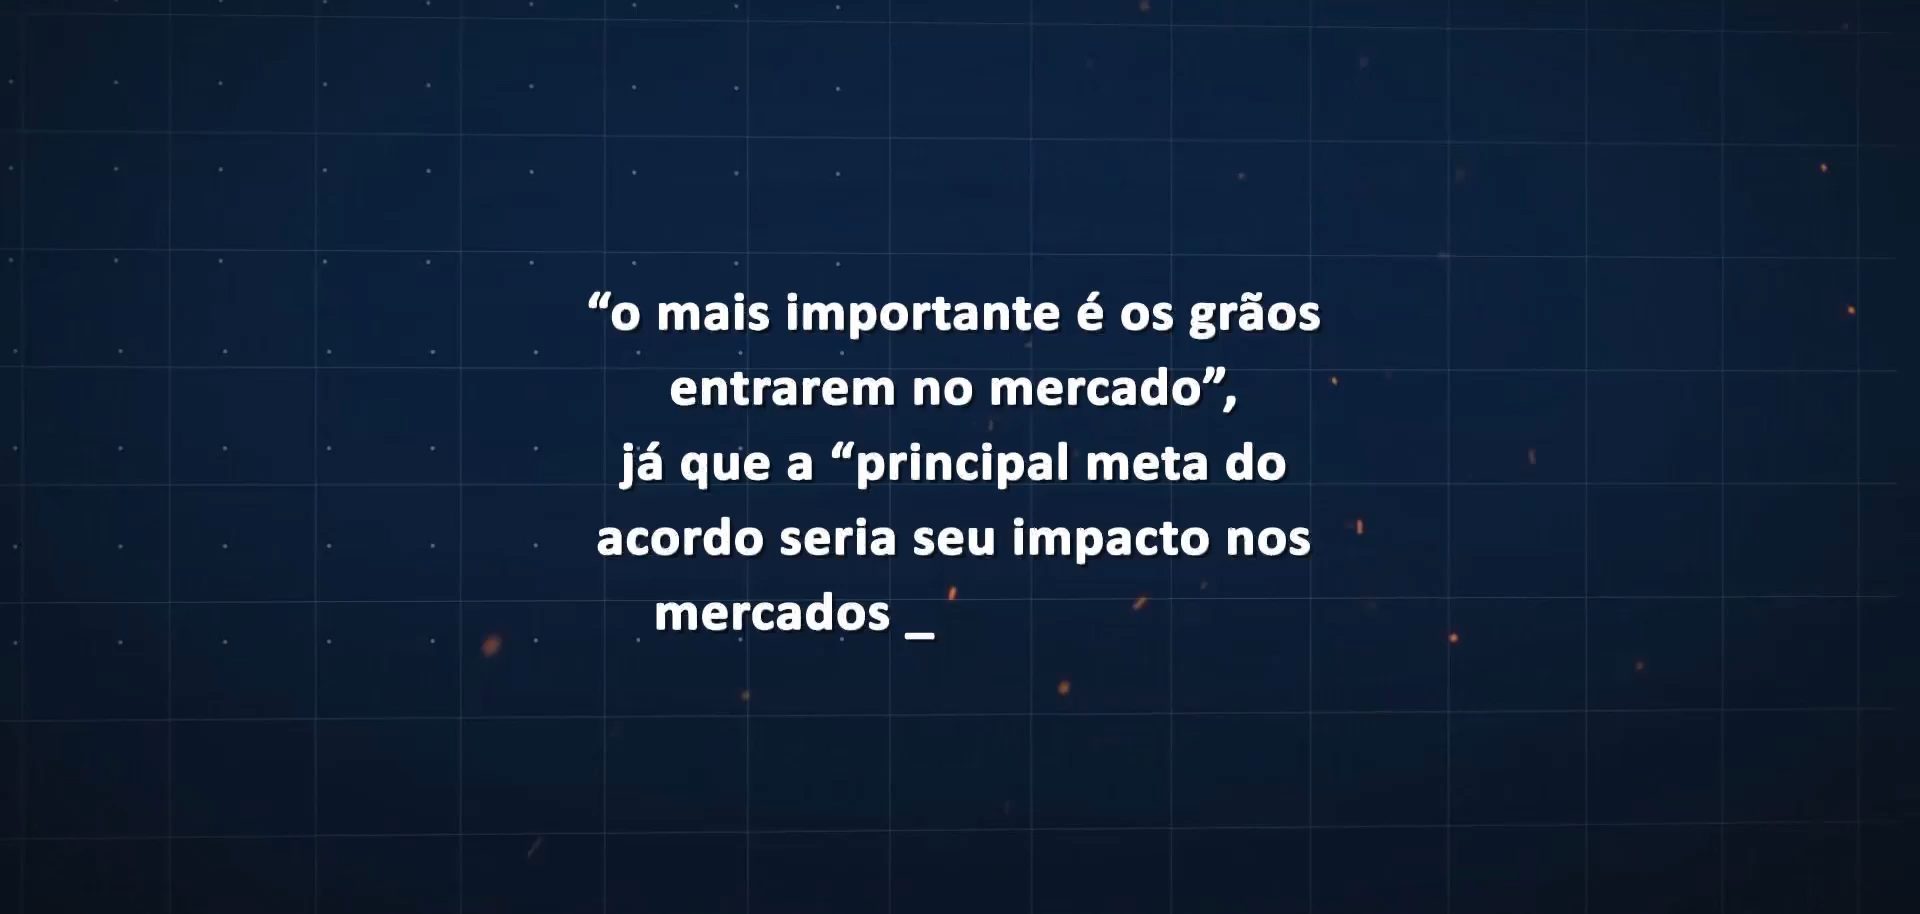 “o mais importante é os grãos
entrarem no mercado”,
já que a “principal meta do
acordo seria seu impacto nos
mercados _